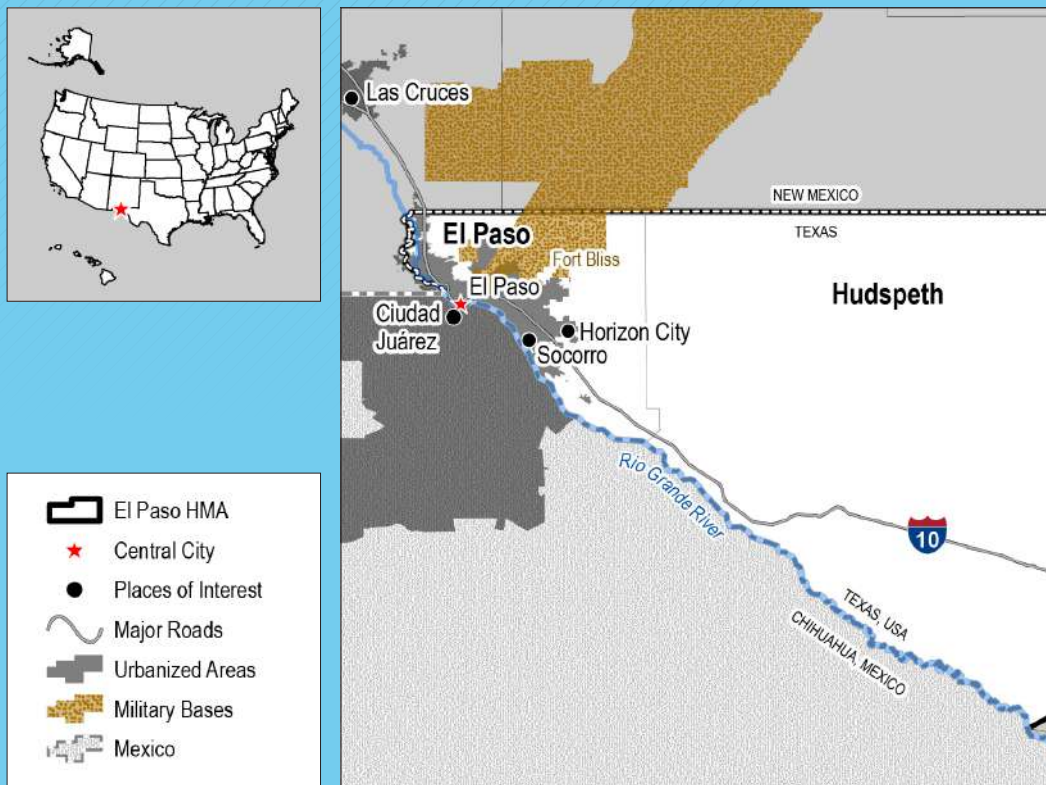 Las Cruces
NEW MEXICO
TEXAS
El Paso
Fort Bliss
El Paso
Hudspeth
Ciudad
Juárez
Horizon City
Socorro
Rio Grande River
10
TEXAS, USA
CHIHUAHUA, MEXICO
El Paso HMA
Central City
Places of Interest
Major Roads
Urbanized Areas
Military Bases
Mexico